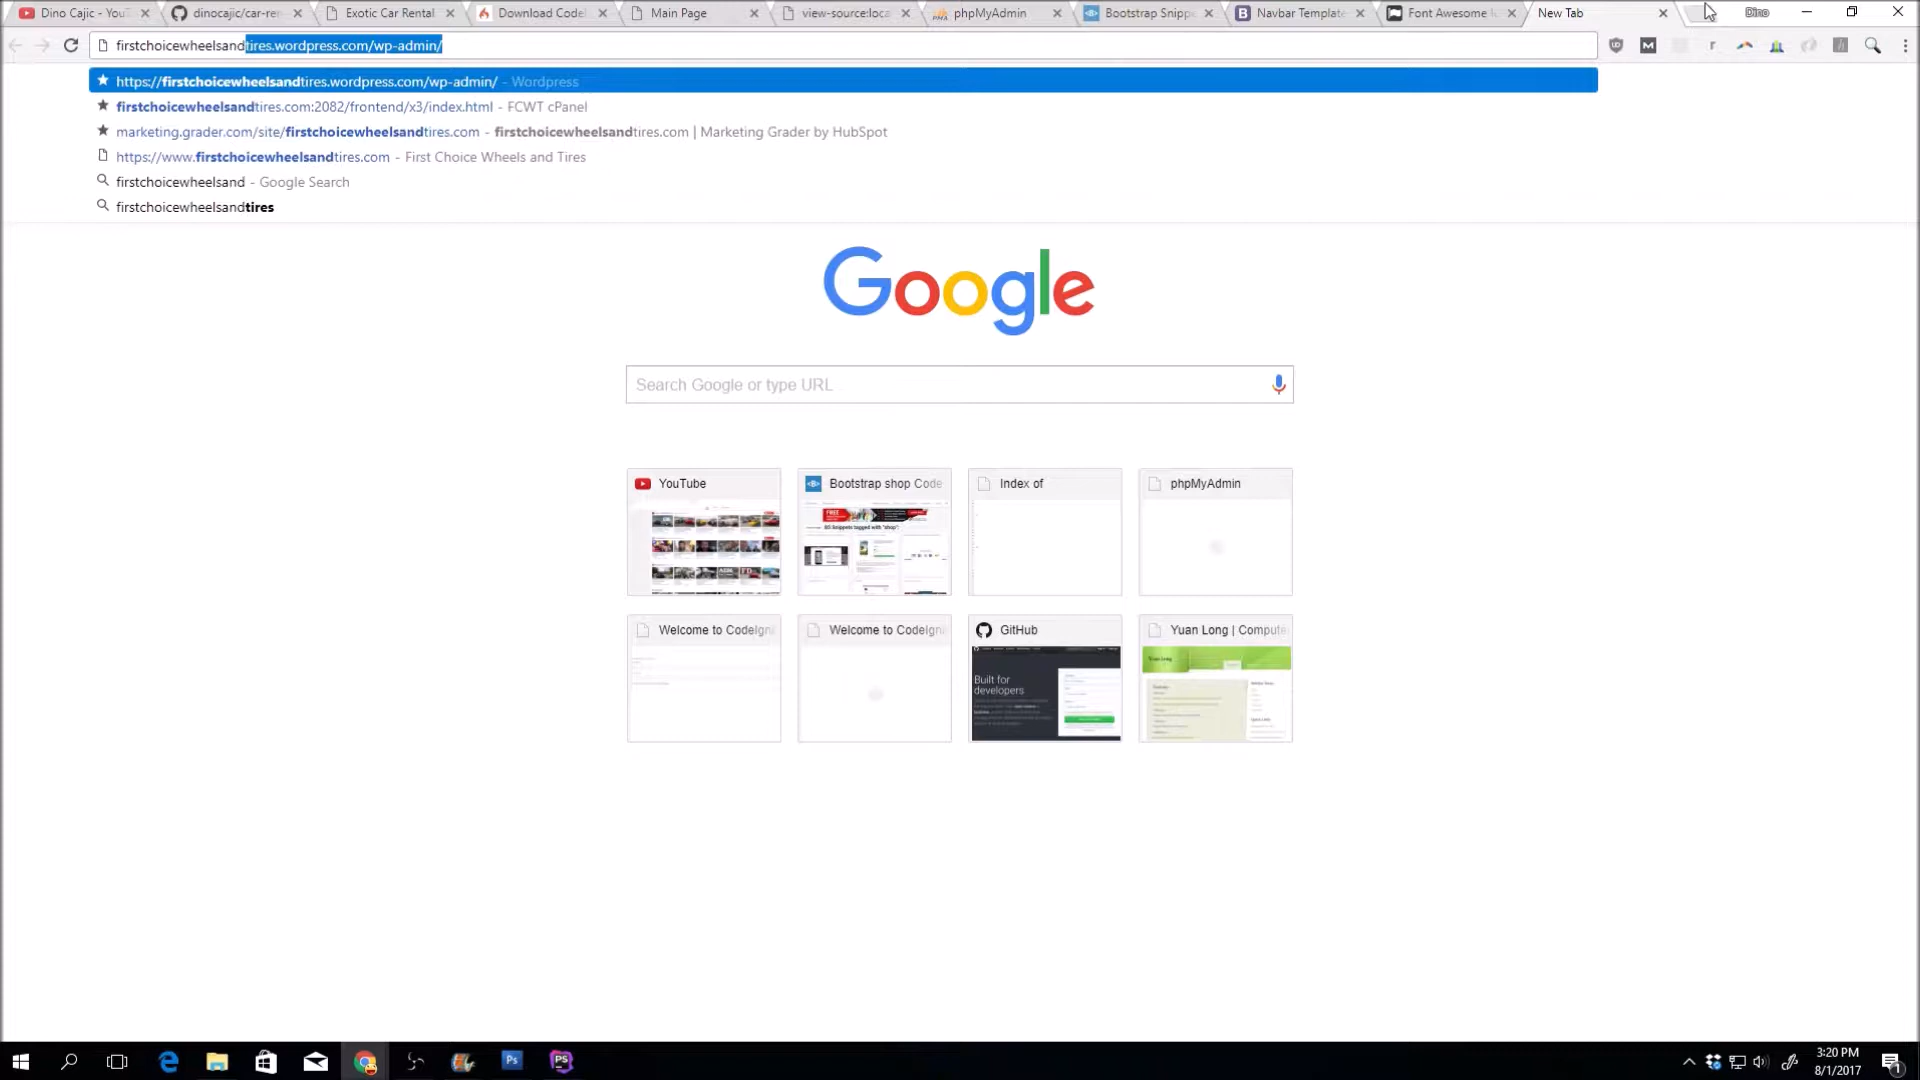 Dino Cajic - YouT
dinocajic/car-ren
Exotic Car Rental
Download CodeI
Main Page
view-source:loca
phpMyAdmin
Bootstrap Snippe
Navbar Template
Font Awesome
New Tab
Dino
firstchoicewheelsandtires.wordpress.com/wp-admin/
https://firstchoicewheelsandtires.wordpress.com/wp-admin/ - Wordpress
firstchoicewheelsandtires.com:2082/frontend/x3/index.html - FCWT cPanel
marketing.grader.com/site/firstchoicewheelsandtires.com - firstchoicewheelsandtires.com | Marketing Grader by HubSpot
https://www.firstchoicewheelsandtires.com - First Choice Wheels and Tires
firstchoicewheelsand - Google Search
firstchoicewheelsandtires
Google
Search Google or type URL
YouTube
Bootstrap shop Code
Index of
phpMyAdmin
FREE
Welcome to CodeIgni
Welcome to CodeIgni
GitHub
Yuan Long | Compute
Built for
developers
Yuan Long
3:20 PM
8/1/2017